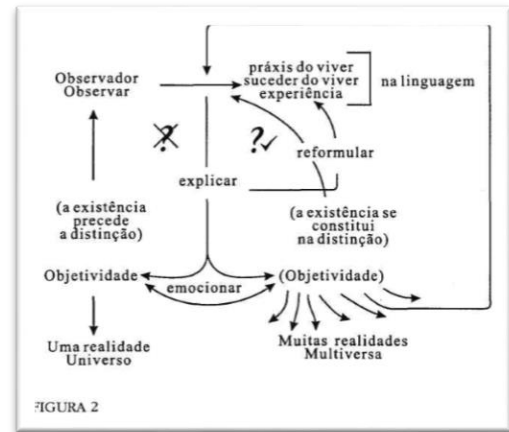 Observador
Observar
práxis do viver
suceder do viver
experiência
na linguagem
?
?✓
reformular
explicar
(a existência
precede
a distinção)
(a existência se
constitui
na distinção)
Objetividade
emocionar
(Objetividade)
Uma realidade
Universo
Muitas realidades
Multiversa
FIGURA 2